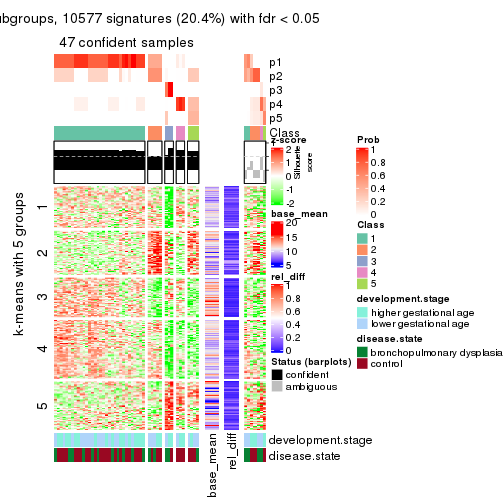 ubgroups, 10577 signatures (20.4%) with fdr < 0.05
47 confident samples
p1
p2
p3
p4
p5
Class
Silhouette score
k-means with 5 groups
1
2
3
4
5
z-score
2
1
0
-1
-2
base_mean
20
15
10
5
rel_diff
1
0.8
0.6
0.4
0.2
0
Status (barplots)
confident
ambiguous
Prob
1
0.8
0.6
0.4
0.2
0
Class
1
2
3
4
5
development.stage
higher gestational age
lower gestational age
disease.state
bronchopulmonary dysplasia
control
development.stage
disease.state
base_mean
rel_diff